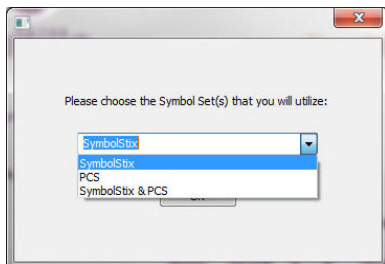 Please choose the Symbol Set(s) that you will utilize:
SymbolStix
SymbolStix
PCS
SymbolStix & PCS